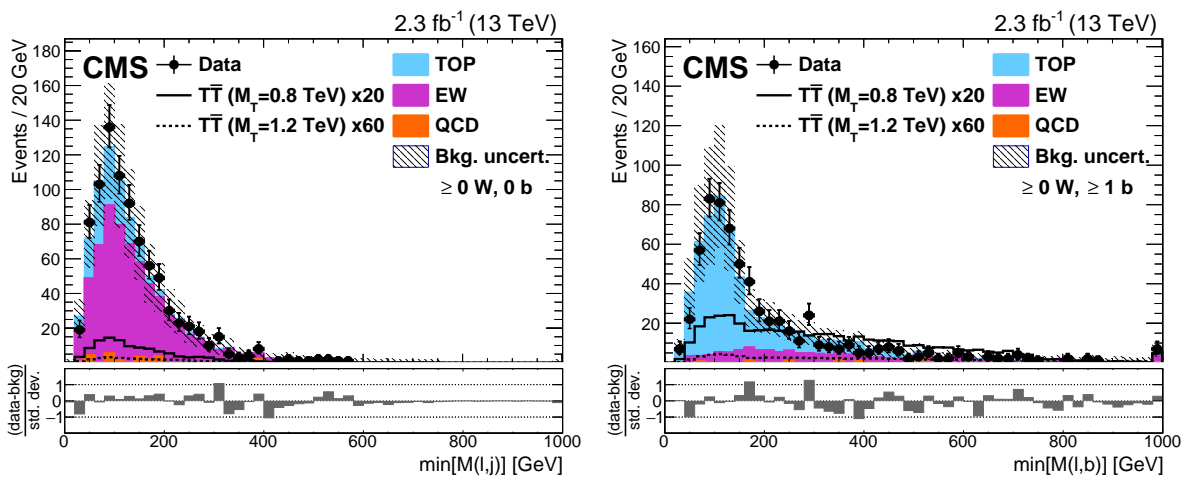 2.3 fb⁻¹ (13 TeV)
CMS
Data
TT̅ (M_T=0.8 TeV) x20
TT̅ (M_T=1.2 TeV) x60
TOP
EW
QCD
Bkg. uncert.
≥ 0 W, 0 b
Events / 20 GeV
180
160
140
120
100
80
60
40
20
(data-bkg)
std. dev.
1
0
−1
0 200 400 600 800 1000
min[M(l,j)] [GeV]
2.3 fb⁻¹ (13 TeV)
CMS
Data
TT̅ (M_T=0.8 TeV) x20
TT̅ (M_T=1.2 TeV) x60
TOP
EW
QCD
Bkg. uncert.
≥ 0 W, ≥ 1 b
Events / 20 GeV
160
140
120
100
80
60
40
20
(data-bkg)
std. dev.
1
0
−1
0 200 400 600 800 1000
min[M(l,b)] [GeV]